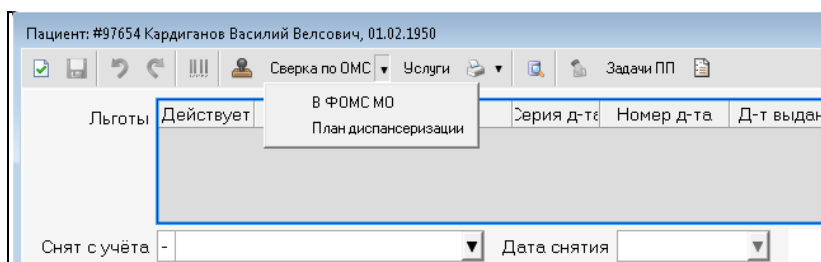 Пациент: #97654 Кардиганов Василий Велсович, 01.02.1950
Сверка по ОМС Услуги Задачи ПП
В ФОМС МО
План диспансеризации
Льготы Действует Серия д-та Номер д-та Д-т выдан
Снят с учёта - Дата снятия